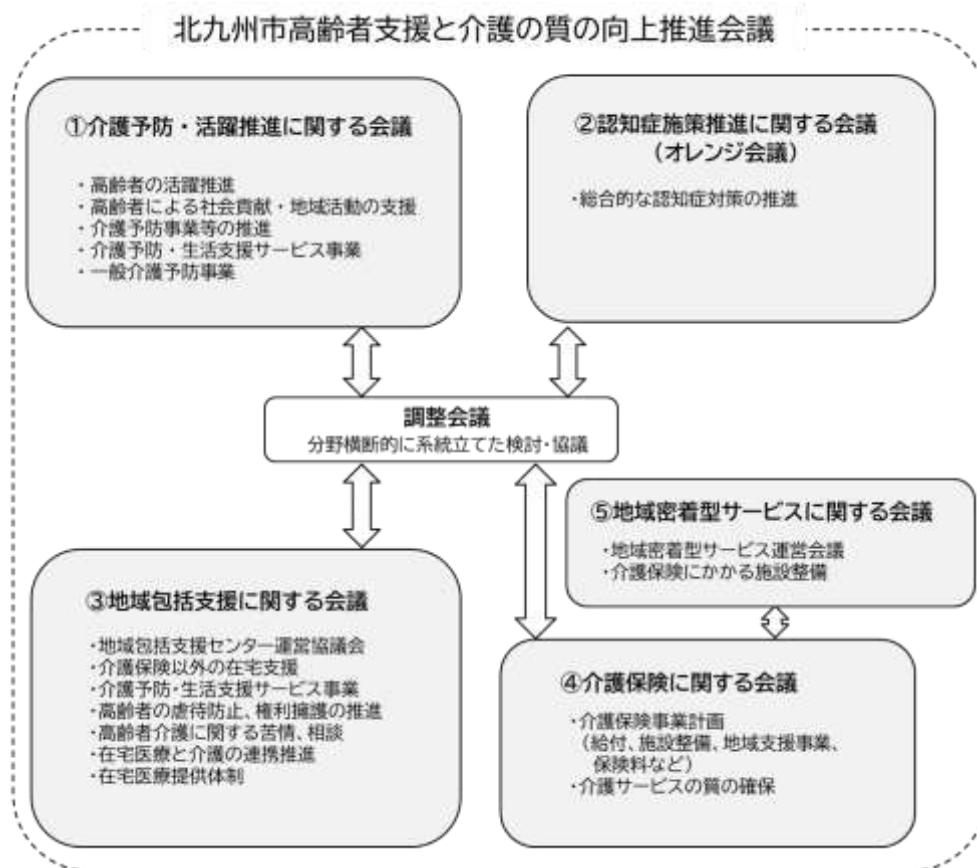 北九州市高齢者支援と介護の質の向上推進会議
①介護予防・活躍推進に関する会議
・高齢者の活躍推進
・高齢者による社会貢献・地域活動の支援
・介護予防事業等の推進
・介護予防・生活支援サービス事業
・一般介護予防事業
②認知症施策推進に関する会議
（オレンジ会議）
・総合的な認知症対策の推進
調整会議
分野横断的に系統立てた検討・協議
③地域包括支援に関する会議
・地域包括支援センター運営協議会
・介護保険以外の在宅支援
・介護予防・生活支援サービス事業
・高齢者の虐待防止、権利擁護の推進
・高齢者介護に関する苦情、相談
・在宅医療と介護の連携推進
・在宅医療提供体制
⑤地域密着型サービスに関する会議
・地域密着型サービス運営会議
・介護保険にかかる施設整備
④介護保険に関する会議
・介護保険事業計画
（給付、施設整備、地域支援事業、
保険料など）
・介護サービスの質の確保